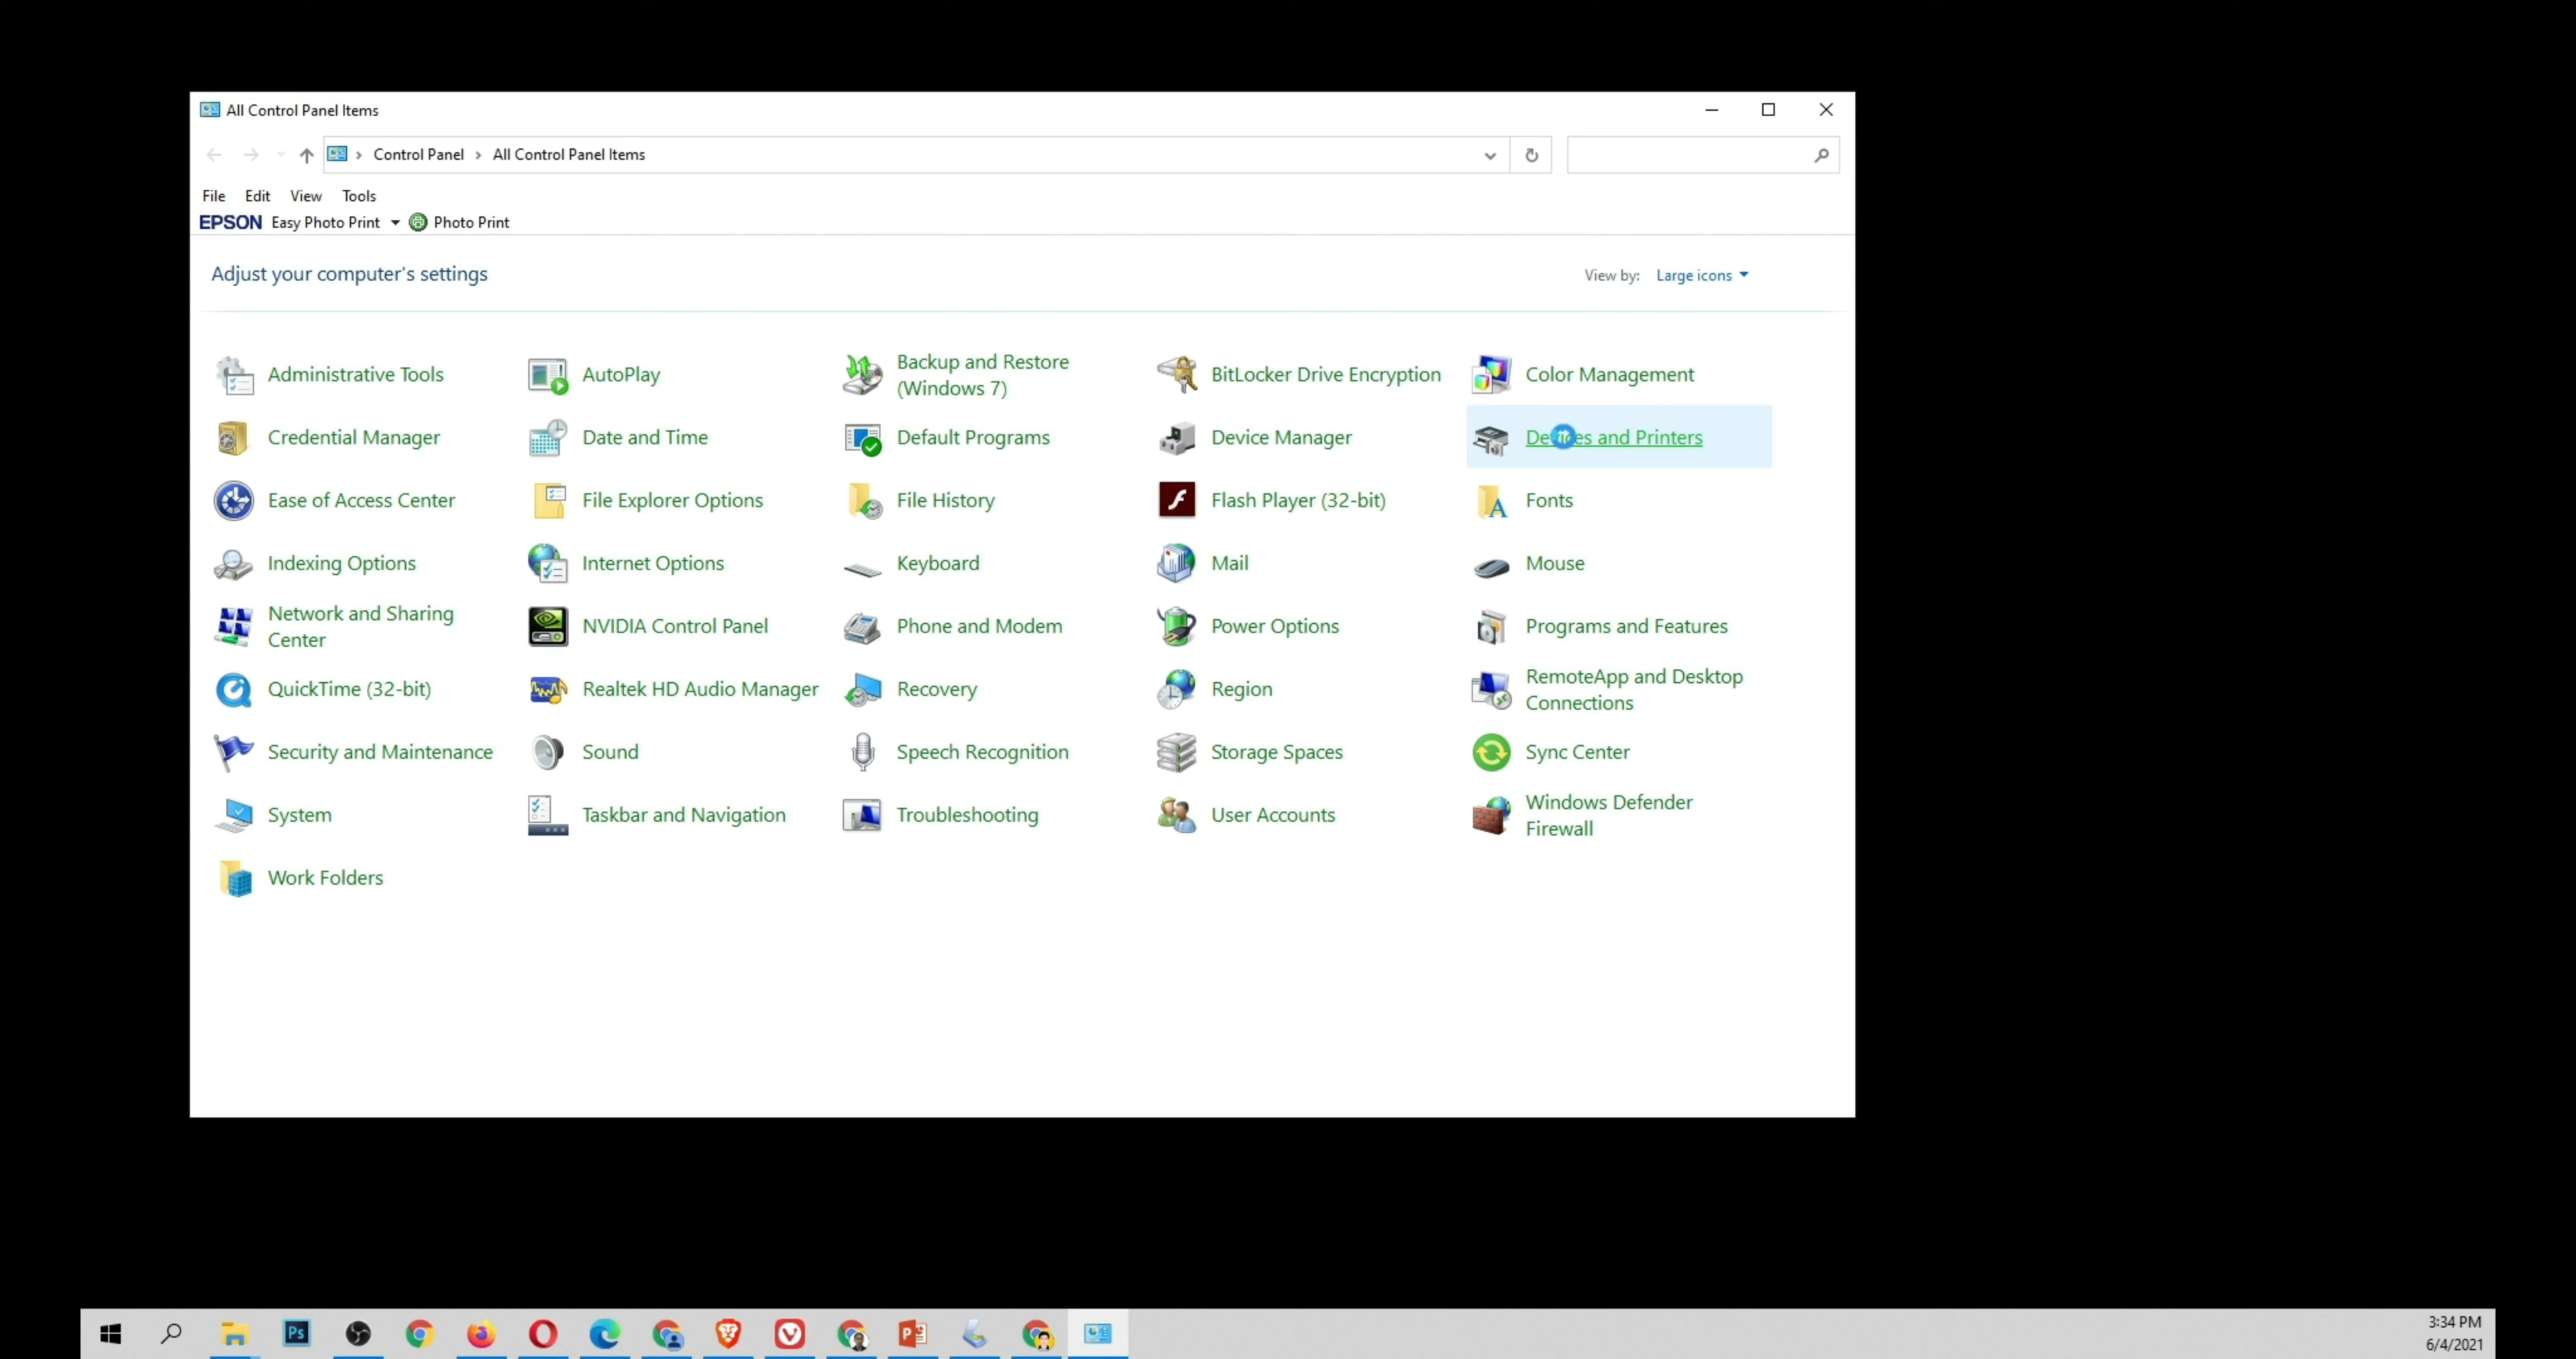 All Control Panel Items
Control Panel > All Control Panel Items
File Edit View Tools
EPSON Easy Photo Print Photo Print
Adjust your computer's settings
View by: Large icons
Administrative Tools
AutoPlay
Backup and Restore
(Windows 7)
BitLocker Drive Encryption
Color Management
Credential Manager
Date and Time
Default Programs
Device Manager
Devices and Printers
Ease of Access Center
File Explorer Options
File History
Flash Player (32-bit)
Fonts
Indexing Options
Internet Options
Keyboard
Mail
Mouse
Network and Sharing
Center
NVIDIA Control Panel
Phone and Modem
Power Options
Programs and Features
QuickTime (32-bit)
Realtek HD Audio Manager
Recovery
Region
RemoteApp and Desktop
Connections
Security and Maintenance
Sound
Speech Recognition
Storage Spaces
Sync Center
System
Taskbar and Navigation
Troubleshooting
User Accounts
Windows Defender
Firewall
Work Folders
Ps
3:34 PM
6/4/2021